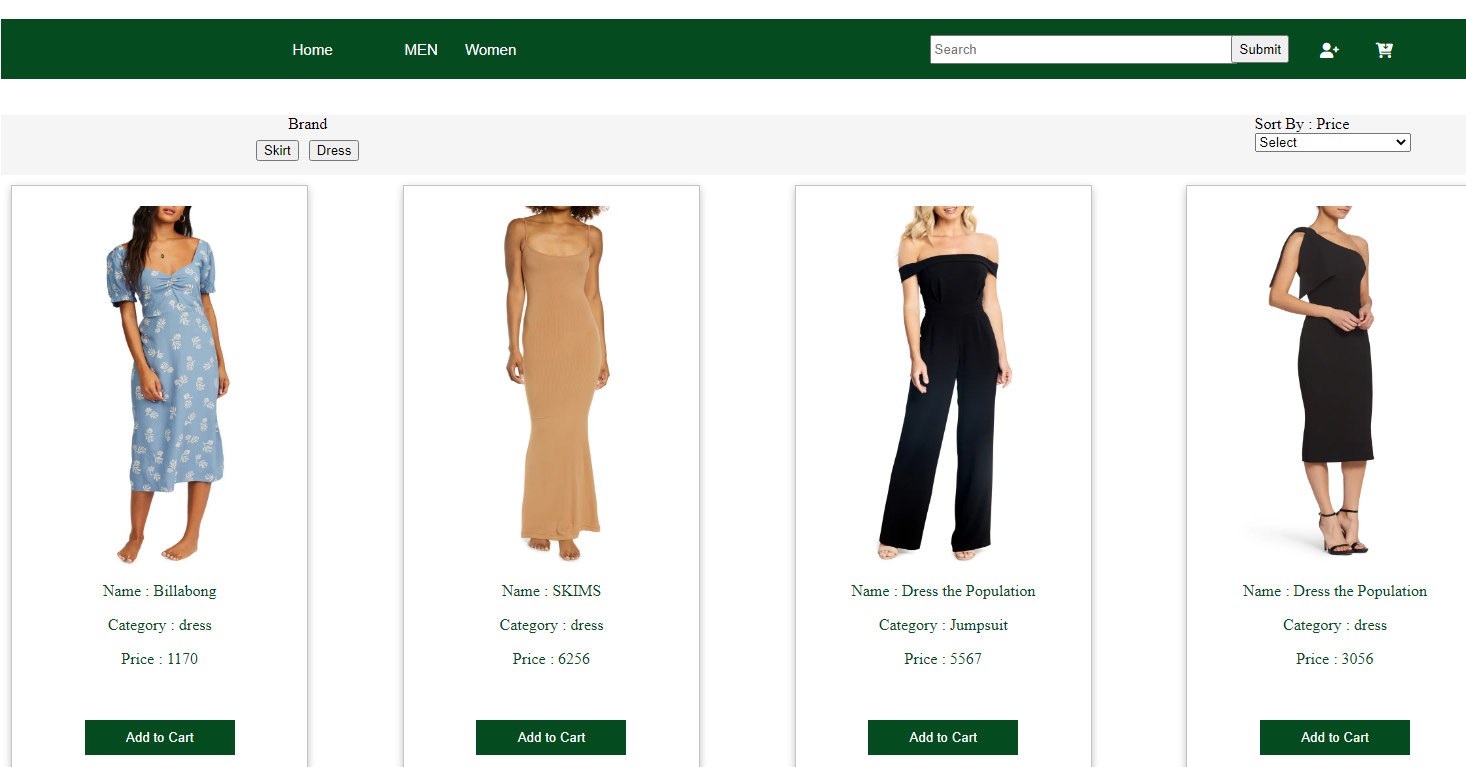 Home MEN Women Search Submit
Brand Sort By : Price
Skirt Dress Select
Name : Billabong Name : SKIMS Name : Dress the Population Name : Dress the Population
Category : dress Category : dress Category : Jumpsuit Category : dress
Price : 1170 Price : 6256 Price : 5567 Price : 3056
Add to Cart Add to Cart Add to Cart Add to Cart